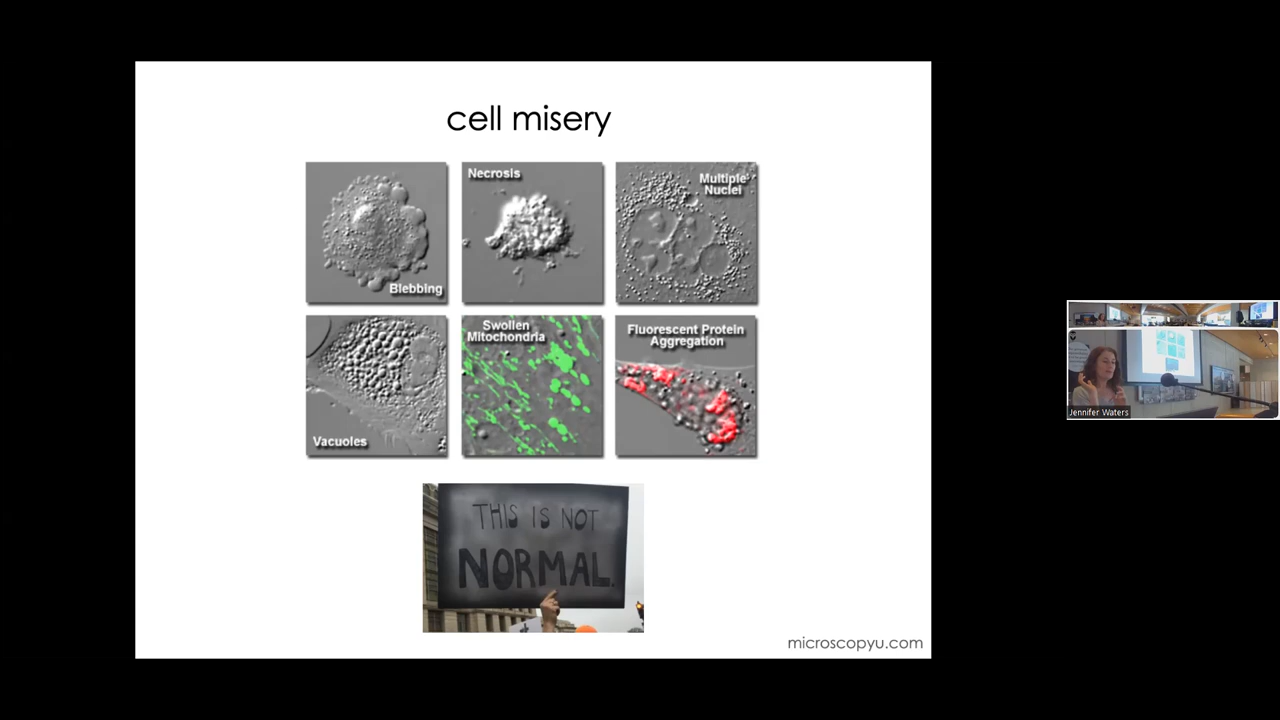 cell misery
Necrosis
Multiple
Nuclei
Blebbing
Swollen
Mitochondria
Fluorescent Protein
Aggregation
Vacuoles
THIS IS NOT
NORMAL.
microscopyu.com
Jennifer Waters